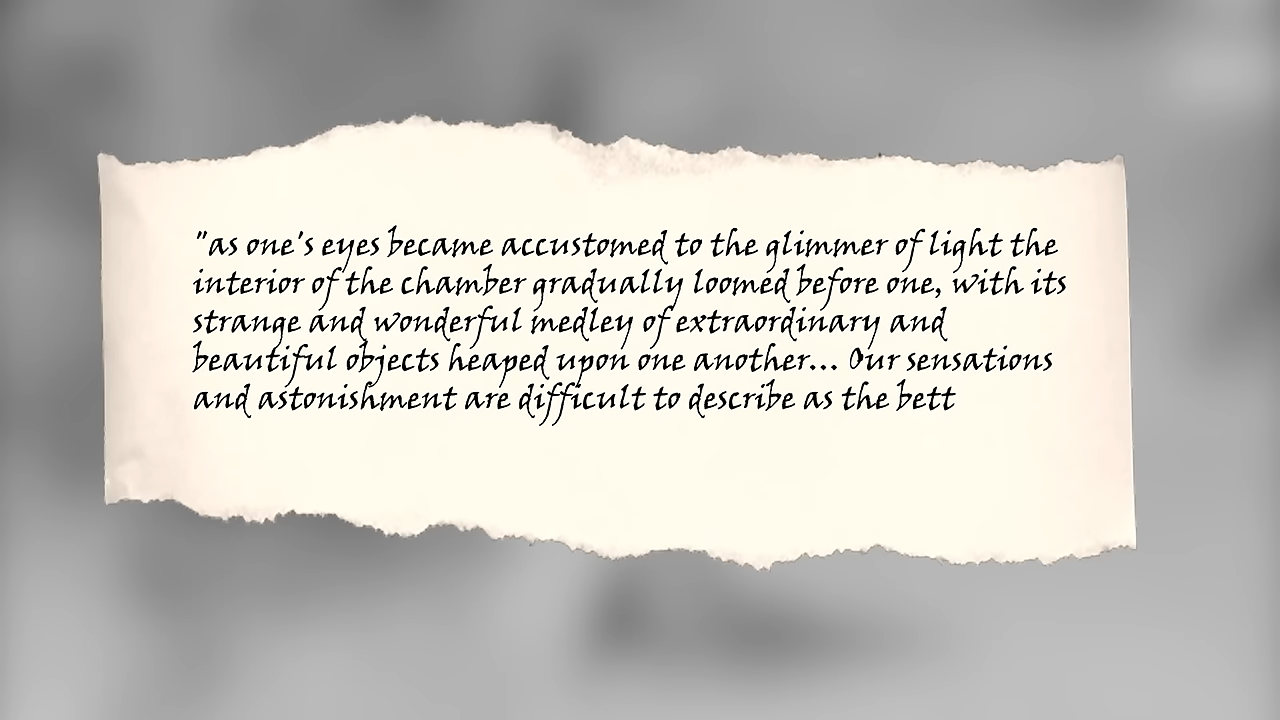 "as one's eyes became accustomed to the glimmer of light the
interior of the chamber gradually loomed before one, with its
strange and wonderful medley of extraordinary and
beautiful objects heaped upon one another... Our sensations
and astonishment are difficult to describe as the bett